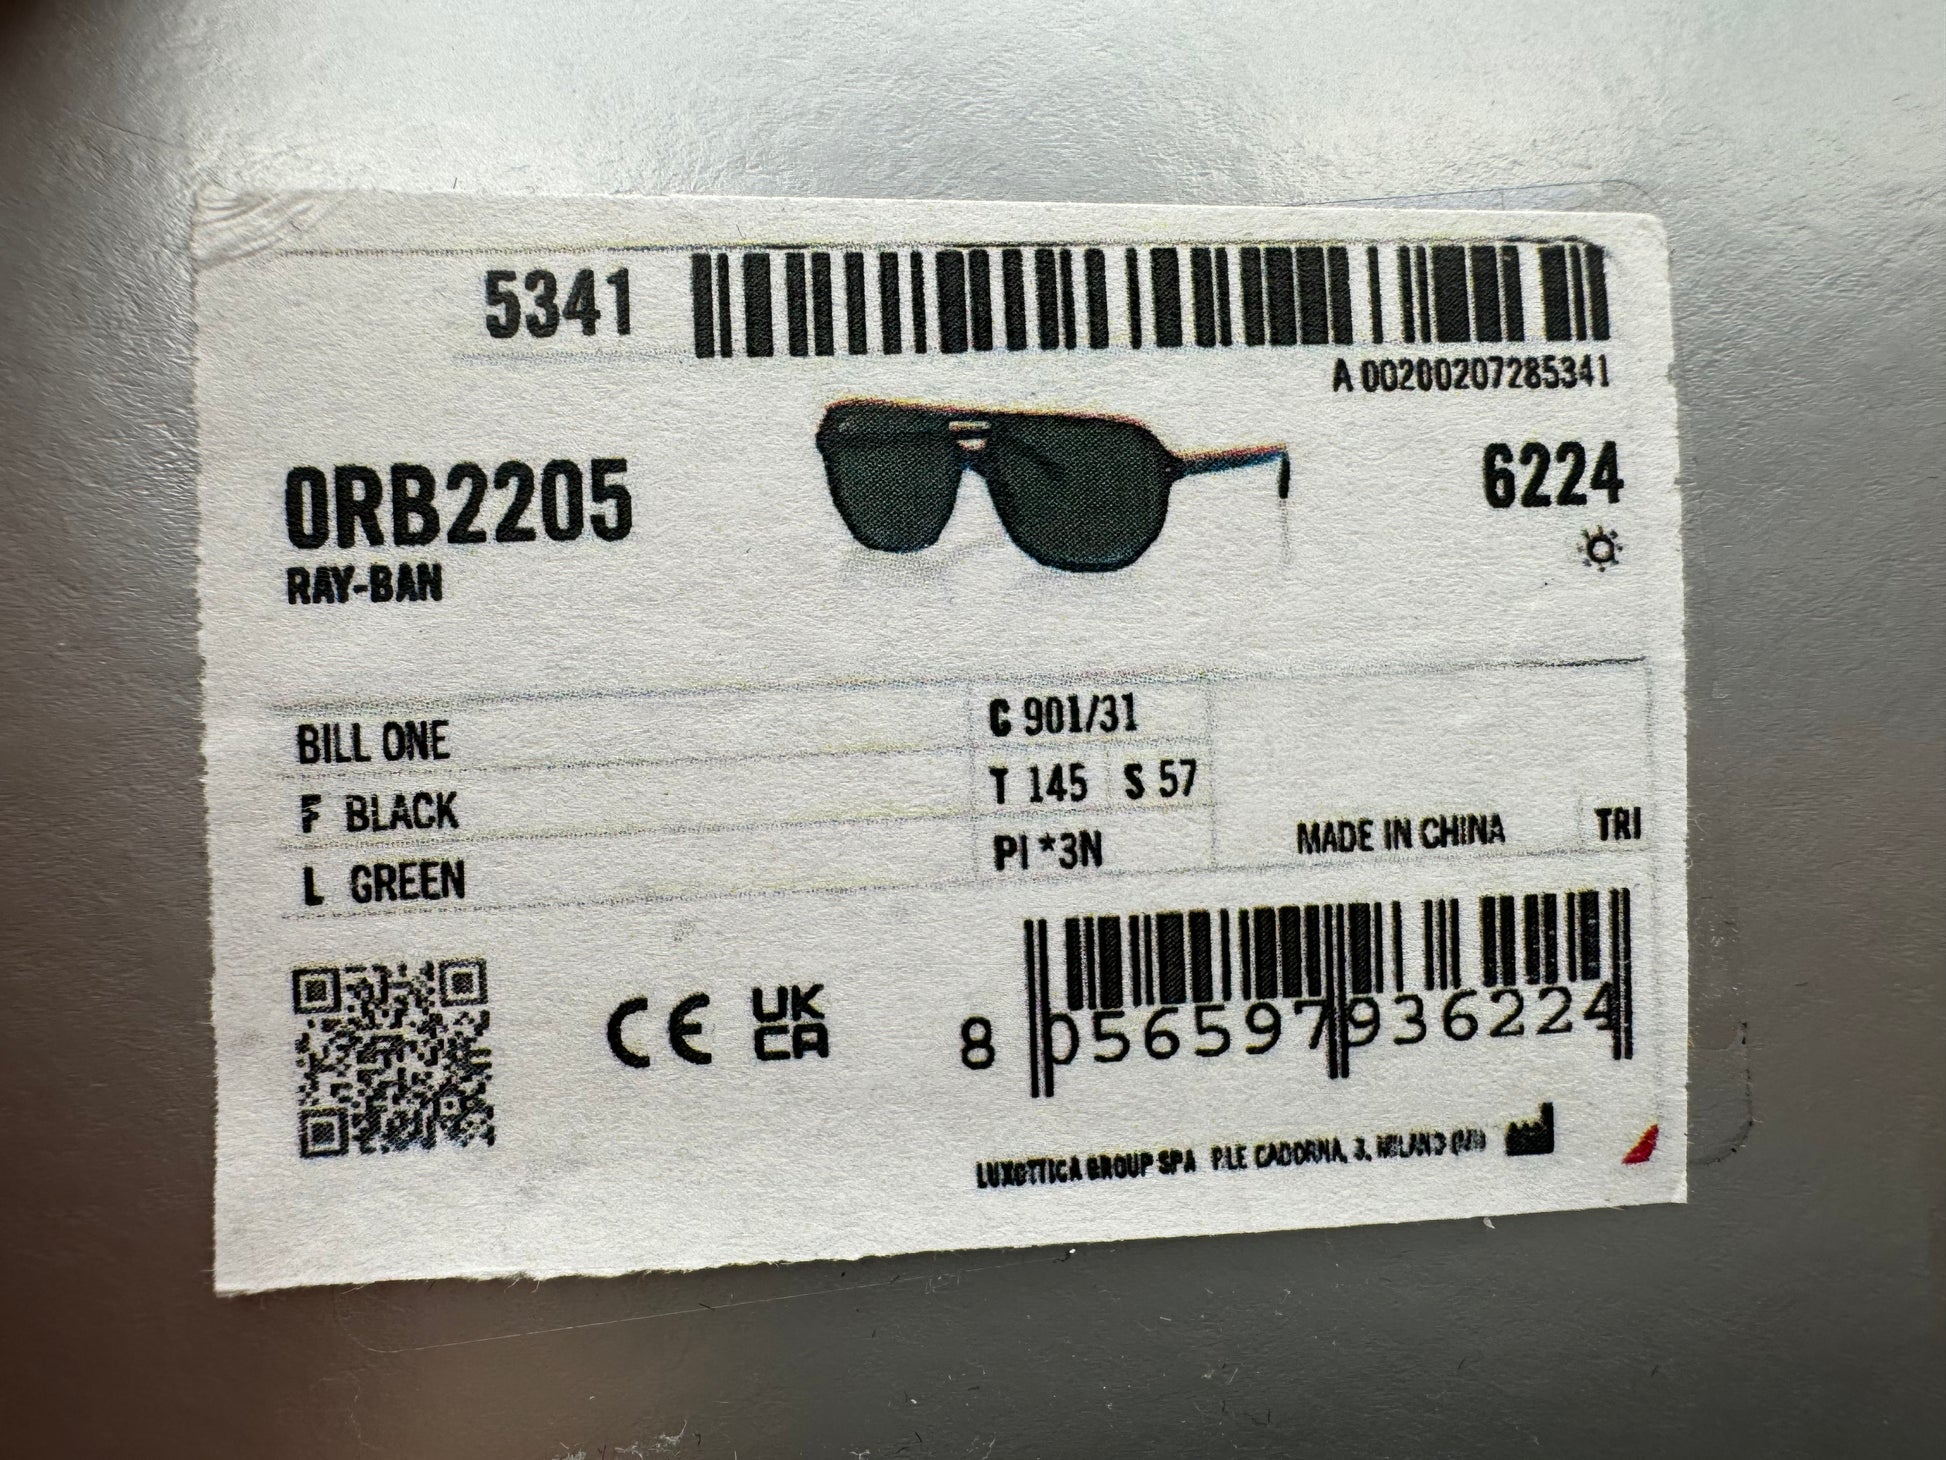 5341
A 00200207285341
0RB2205
6224
RAY-BAN
BILL ONE
C 901/31
F BLACK
T 145 S 57
L GREEN
PI *3N
MADE IN CHINA TRI
CE UK
CA
8 056597 936224
LUXOTTICA GROUP SPA P.LE CADORNA, 3, MILANO